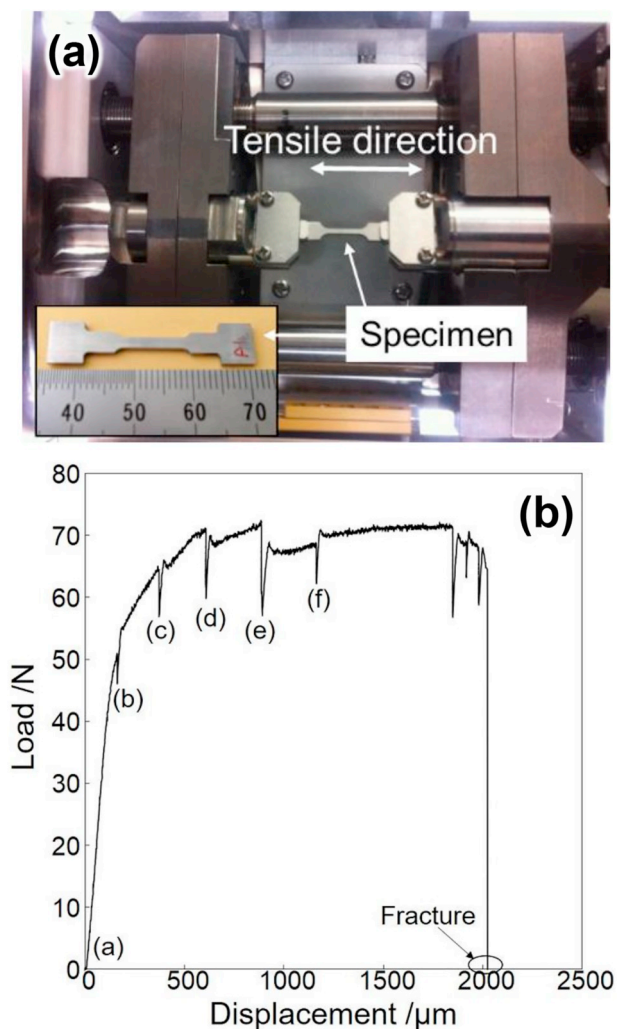 (a)
Tensile direction
Specimen
PL
40 50 60 70
(b)
80
70
60
50
40
30
20
10
0
Load /N
(a)
(b)
(c)
(d)
(e)
(f)
Fracture
0 500 1000 1500 2000 2500
Displacement /μm